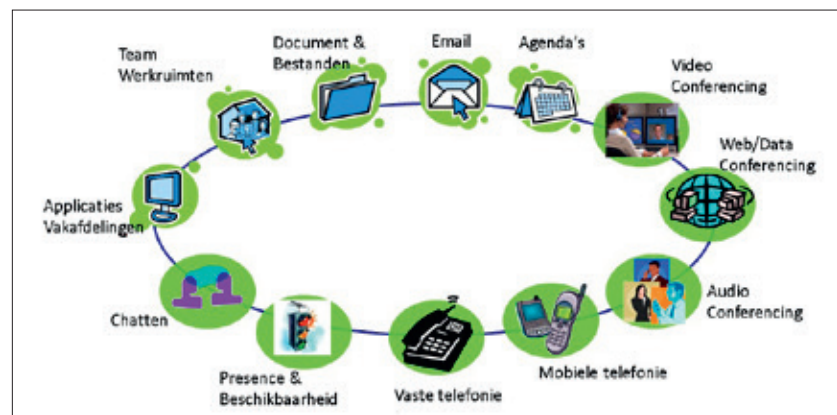 Team
Werkruimten
Document &
Bestanden
Email
Agenda's
Video
Conferencing
Web/Data
Conferencing
Audio
Conferencing
Mobiele telefonie
Vaste telefonie
Presence &
Beschikbaarheid
Chatten
Applicaties
Vakafdelingen